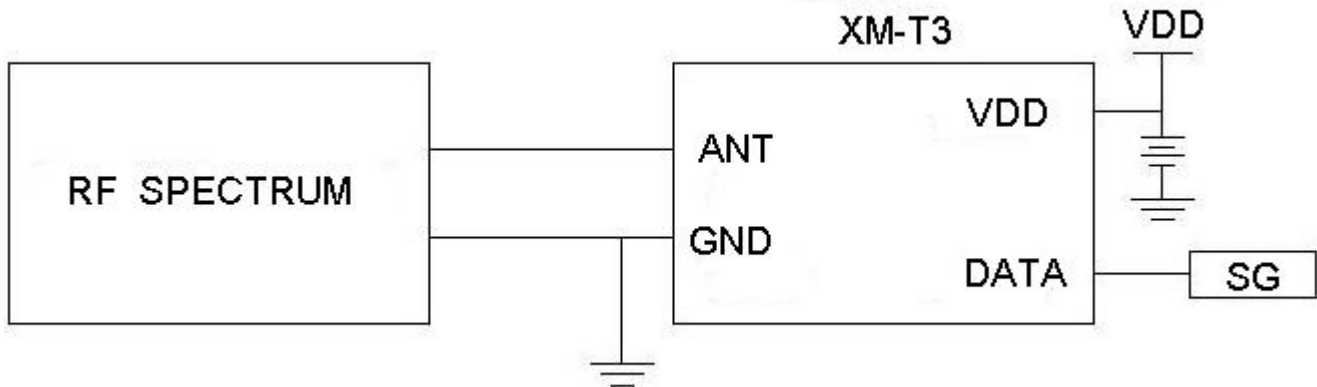 XM-T3
VDD
RF SPECTRUM
ANT
VDD
GND
DATA
SG